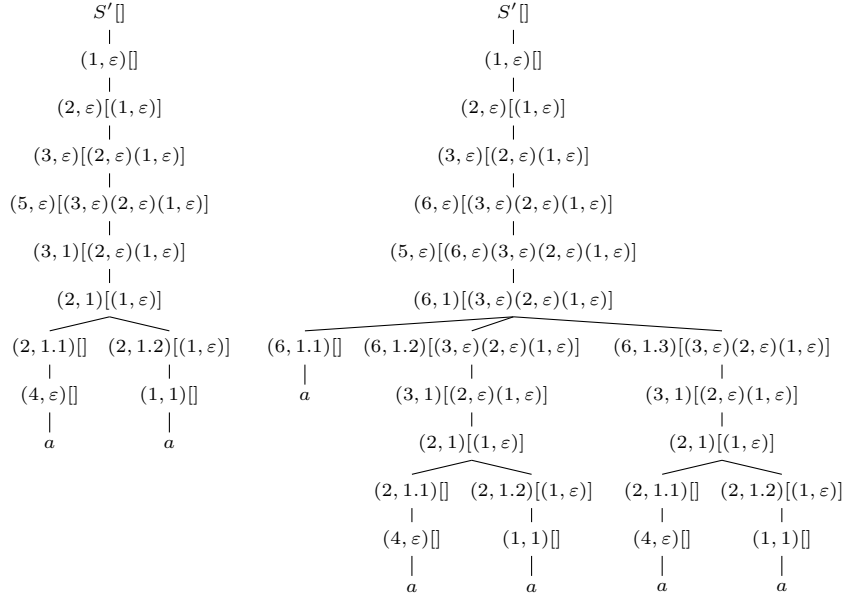 S′[] S′[]
(1, ε)[] (1, ε)[]
(2, ε)[(1, ε)] (2, ε)[(1, ε)]
(3, ε)[(2, ε)(1, ε)] (3, ε)[(2, ε)(1, ε)]
(5, ε)[(3, ε)(2, ε)(1, ε)] (6, ε)[(3, ε)(2, ε)(1, ε)]
(3, 1)[(2, ε)(1, ε)] (5, ε)[(6, ε)(3, ε)(2, ε)(1, ε)]
(2, 1)[(1, ε)] (6, 1)[(3, ε)(2, ε)(1, ε)]
(2, 1.1)[] (2, 1.2)[(1, ε)] (6, 1.1)[] (6, 1.2)[(3, ε)(2, ε)(1, ε)] (6, 1.3)[(3, ε)(2, ε)(1, ε)]
(4, ε)[] (1, 1)[] a (3, 1)[(2, ε)(1, ε)] (3, 1)[(2, ε)(1, ε)]
a a (2, 1)[(1, ε)] (2, 1)[(1, ε)]
(2, 1.1)[] (2, 1.2)[(1, ε)] (2, 1.1)[] (2, 1.2)[(1, ε)]
(4, ε)[] (1, 1)[] (4, ε)[] (1, 1)[]
a a a a